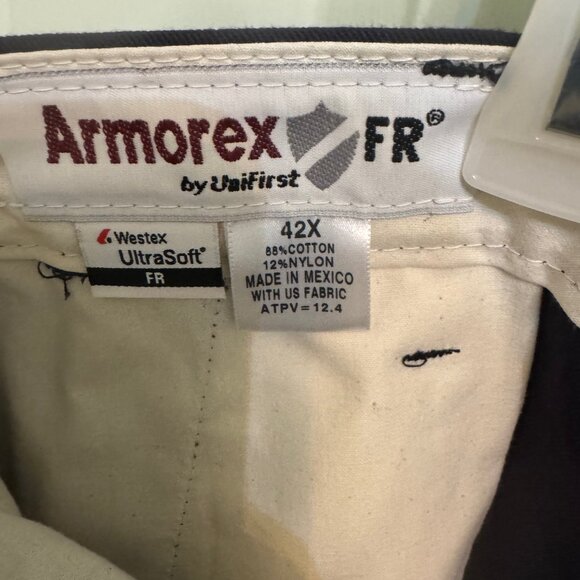 Armorex FR®
by UniFirst
Westex
UltraSoft®
FR
42X
88%COTTON
12%NYLON
MADE IN MEXICO
WITH US FABRIC
ATPV=12.4